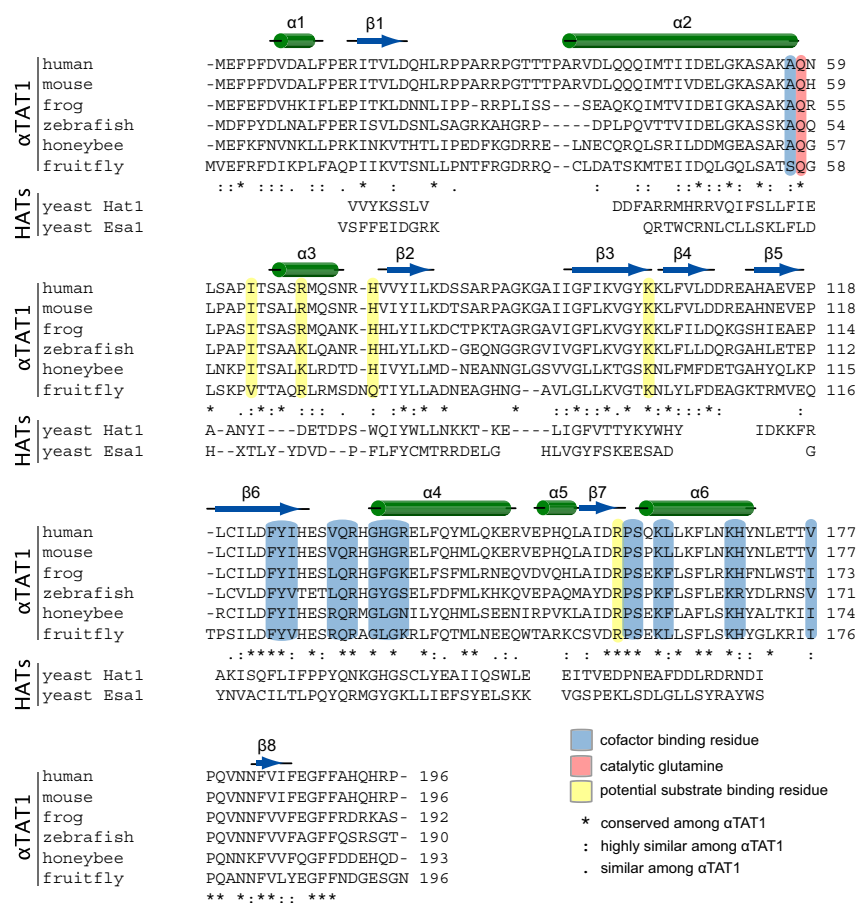 α1 β1 α2
human -MEFPFDVDALFPERITVLDQHLRPPARRPGTTTPARVDLQQQIMTIIDELGKASAKAQN 59
mouse -MEFPFDVDALFPERITVLDQHLRPPARRPGTTTPARVDLQQQIMTIVDELGKASAKAQH 59
frog -MEFEFDVHKIFLEPITKLDNNLIPP-RRPLISS---SEAQKQIMTVIDEIGKASAKAQR 55
zebrafish -MDFPYDLNALFPERISVLDSNLSAGRKAHGRP----DPLPQVTTVIDELGKASSKAQQ 54
honeybee -MEFKFNVNKLLPRKINKVTHTLIPEDFKGDRRE--LNECQRQLSRILDDMGEASARAQG 57
fruitfly MVEFRFDIKPLFAQPIIKVTSNLLPNTFRGDRRQ--CLDATSKMTEIIDQLGQLSATSQG 58
αTAT1
::::. . * : * . : : ::*:.* *. :*
yeast Hat1 VVYKSSLV DDFARRMHRRVQIFSLLFIE
yeast Esa1 VSFFEIDGRK QRTWCRNLCLLSKLFLD
HATs
α3 β2 β3 β4 β5
human LSAPITSASRMQSNR-HVVYILKDSSARPAGKGAIIGFIKVGYKKLFVLDDREAHNEVEP 118
mouse LPAPITSALRMQSNR-HVVYILKDTSARPAGKGAIIGFIKVGYKKLFVLDDREAHNEVEP 118
frog LPASITSASRMQANK-HHLYILKDCTPKTAGRGAVIGFLKVGYKKLFILDQKGSHIEAEP 114
zebrafish LPAPITSAAKLQANR-HHLYLLKD-GEQNGGRGVIVGFLKVGYKKLFLLDQRGAHLETEP 112
honeybee LNKPITSALKLRDTD-HIVYLLMD-NEANNGLGSVVGLLKTGSKNLFMFDETGAHYQLKP 115
fruitfly LSKPVTTAQRLRMSDNQTIYYLADNEAGHNG--AVLGLLKVGTKNLYLFDEAGKTRMVEQ 116
αTAT1
* .:*:* ::: . : :* * * * .::*::*.* *:*::::*: :
yeast Hat1 A-ANYI--DETDPS-WQIYWLLNKKT-KE----LIGFVTTYKYWHY IDKKFR
yeast Esa1 H--XTLY-YDVD--P-FLFYCMTRRDELG HLVGYFSKEESAD G
HATs
β6 α4 α5 β7 α6
human -LCILDFYIHESVQRHGHGRELFQYMLQKERVEPHQLAIDRPSQKLLKFLNKHYNLETTV 177
mouse -LCILDFYIHESVQRHGHGRELFQHMLQKERVEPHQLAIDRPSPKLLKFLNKHYNLETTV 177
frog -LCILDFYIHESLQRHGFGKELFSFMLRNEQVDVQHLAIDRPSEKFLSFLRKHFNLWSTI 173
zebrafish -LCVLDFYVTETLQRHGYGSELFDFMLKHKQVEPAQMAYDRPSPKFLSFLEKRYDLRNSV 171
honeybee -RCILDFYIHESRQRMGLGNILYQHMLSEENIRPVKLAIDRPSEKFLAFLSKHYALTKII 174
fruitfly TPSILDFYVHESRQRAGLGKRLFQTMLNEEQWTARKCSVDRPSEKLLSFLSKHYGLKRII 176
αTAT1
.:****: *: ** * * *:. ** .:. : ****.*:* ** *::.* :
yeast Hat1 AKISQFLIFPPYQNKGHGSCLYEAIIQSWLE EITVEDPNEAFDDLRDRNDI
yeast Esa1 YNVACILTLPQYQRMGYGKLLIEFSYELSKK VGSPEKLSDLGLLSYRAYWS
HATs
β8
human PQVNNFVIFEGFFAHQHRP- 196
mouse PQVNNFVIFEGFFAHQHRP- 196
frog PQVNNFVVFEGFFRDRKAS- 192
zebrafish PQVNNFVVFAGFFQSRSGT- 190
honeybee PQNNKFVVFQGFFDDEHQD- 193
fruitfly PQANNFVLYEGFFNDGESGN 196
αTAT1
** *:**:: ***
cofactor binding residue
catalytic glutamine
potential substrate binding residue
* conserved among αTAT1
: highly similar among αTAT1
. similar among αTAT1